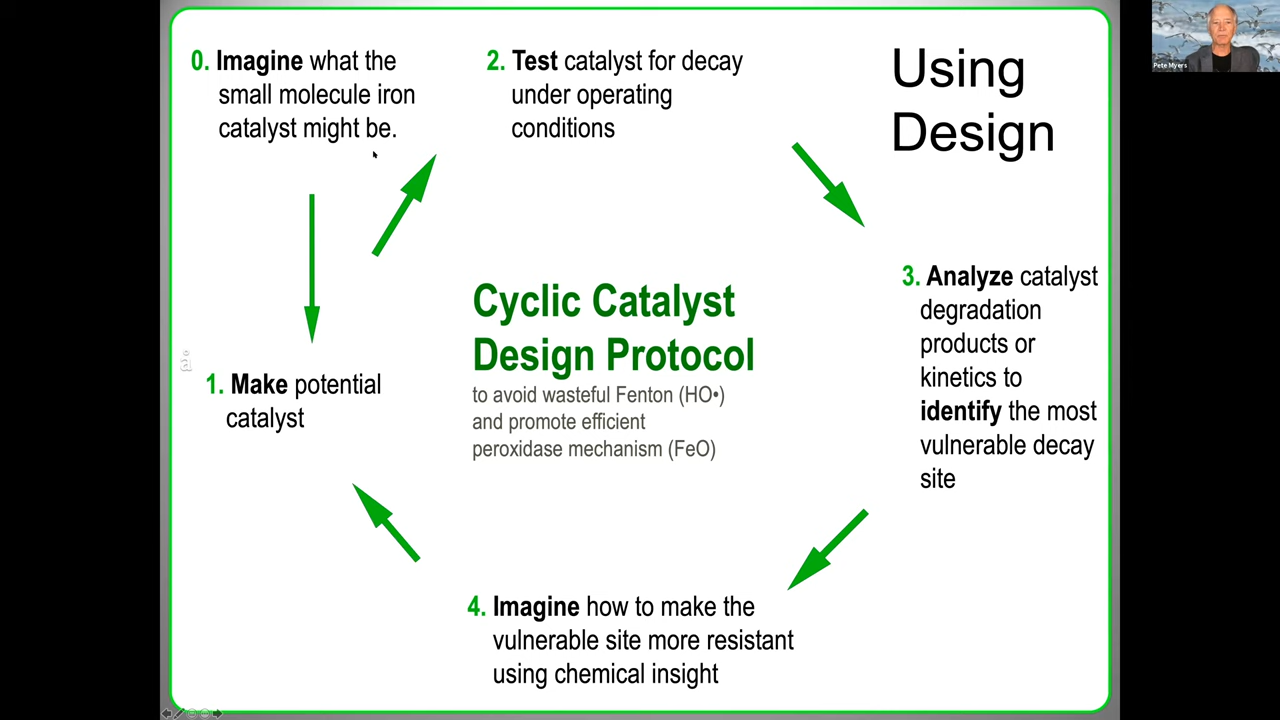 0. Imagine what the
small molecule iron
catalyst might be.
2. Test catalyst for decay
under operating
conditions
Using
Design
Pete Myers
3. Analyze catalyst
degradation
products or
kinetics to
identify the most
vulnerable decay
site
Cyclic Catalyst
Design Protocol
to avoid wasteful Fenton (HO•)
and promote efficient
peroxidase mechanism (FeO)
1. Make potential
catalyst
4. Imagine how to make the
vulnerable site more resistant
using chemical insight